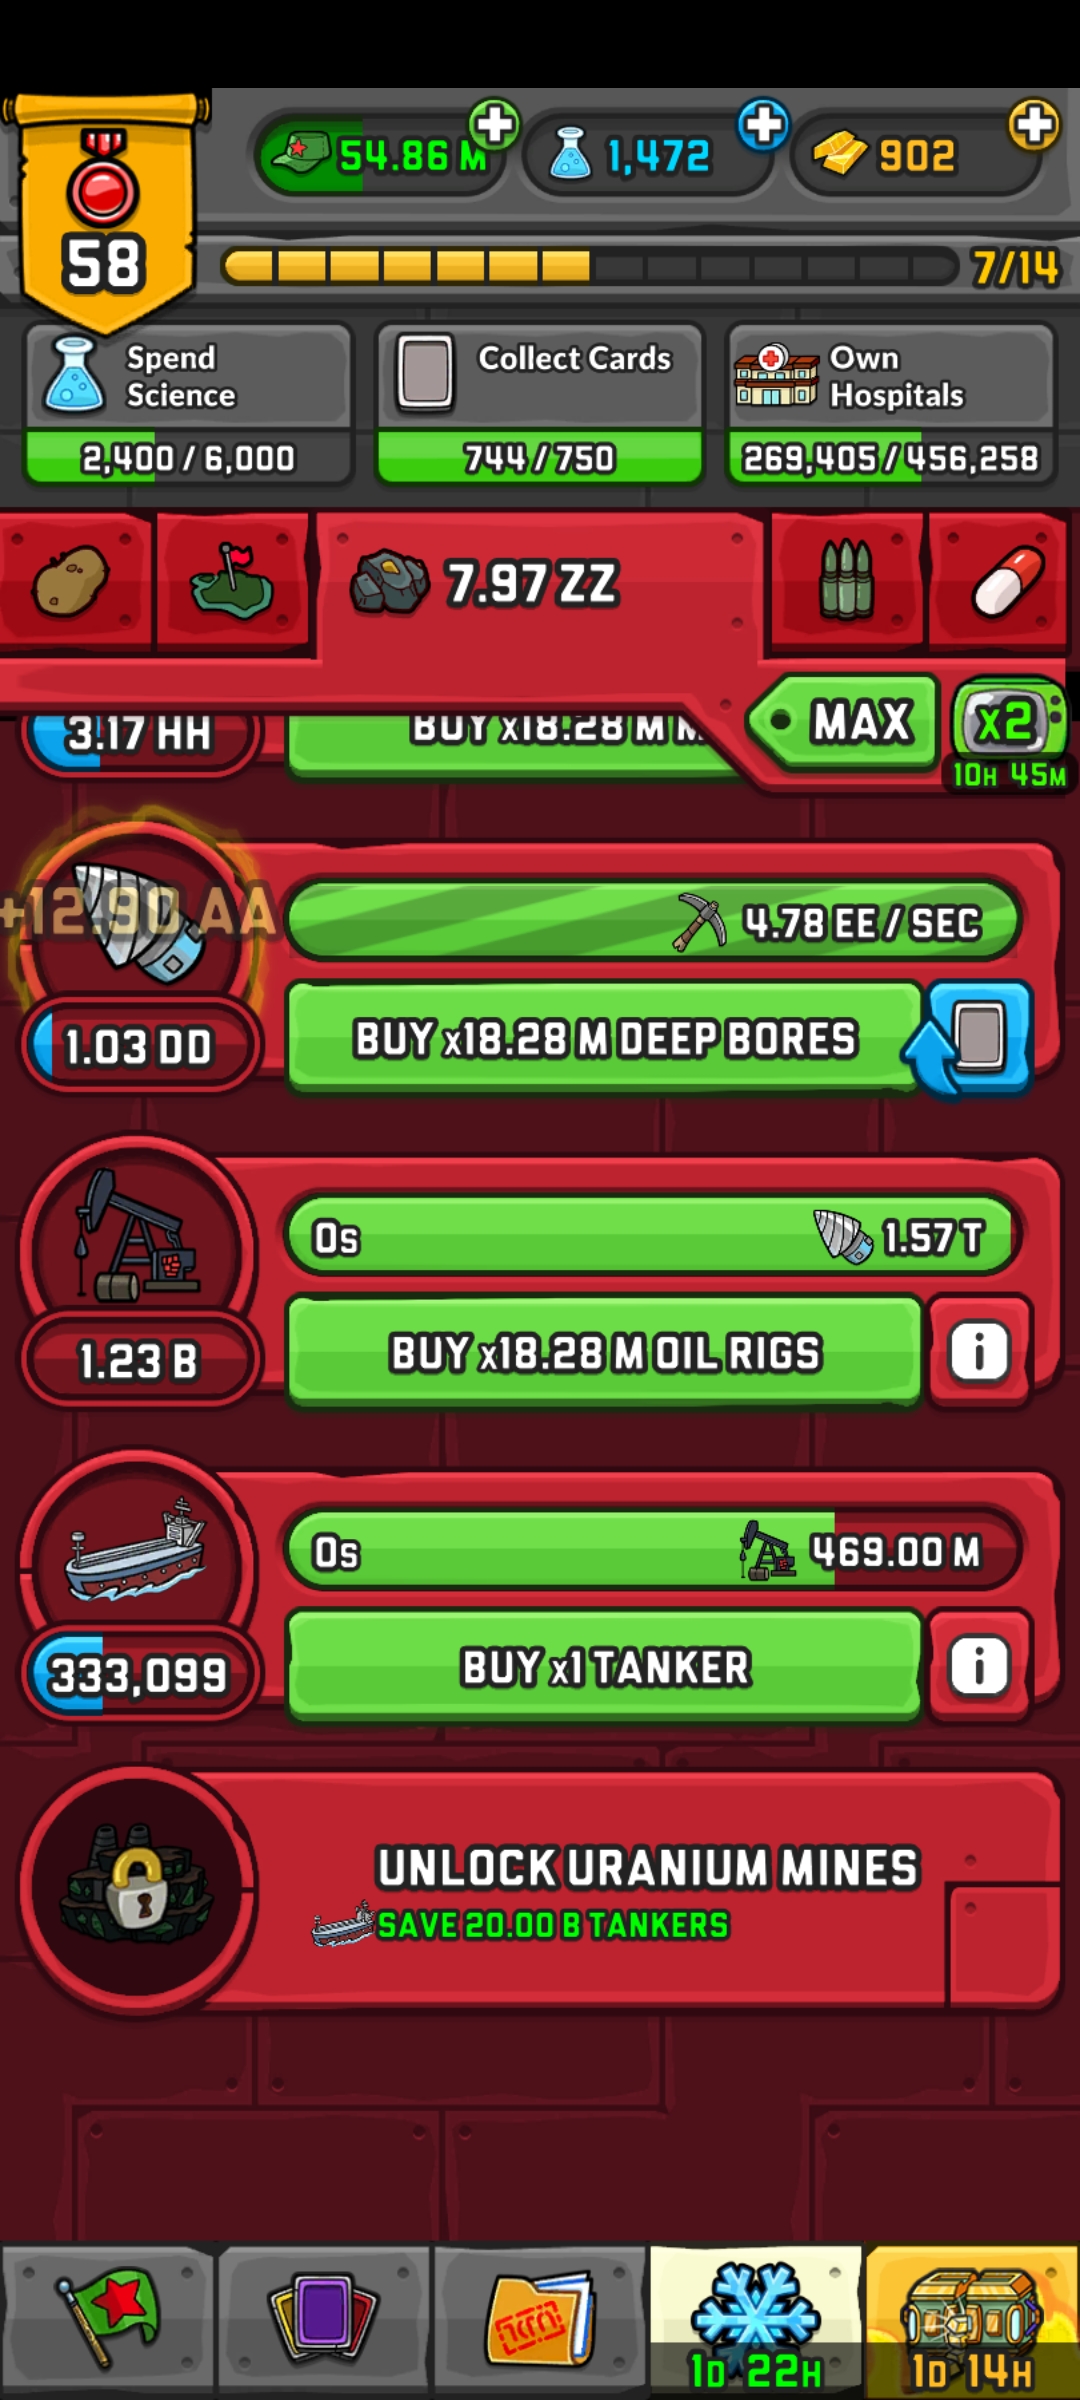 54.86 M
1,472
902
58
7/14
Spend
Science
2,400 / 6,000
Collect Cards
744 / 750
Own
Hospitals
269,405 / 456,258
7.97 ZZ
MAX
x2
10H 45M
3.17 HH
BUY x18.28 M
+12.90 AA
4.78 EE / SEC
1.03 DD
BUY x18.28 M DEEP BORES
0s
1.57 T
1.23 B
BUY x18.28 M OIL RIGS
i
0s
469.00 M
333,099
BUY x1 TANKER
i
UNLOCK URANIUM MINES
SAVE 20.00 B TANKERS
1D 22H
1D 14H